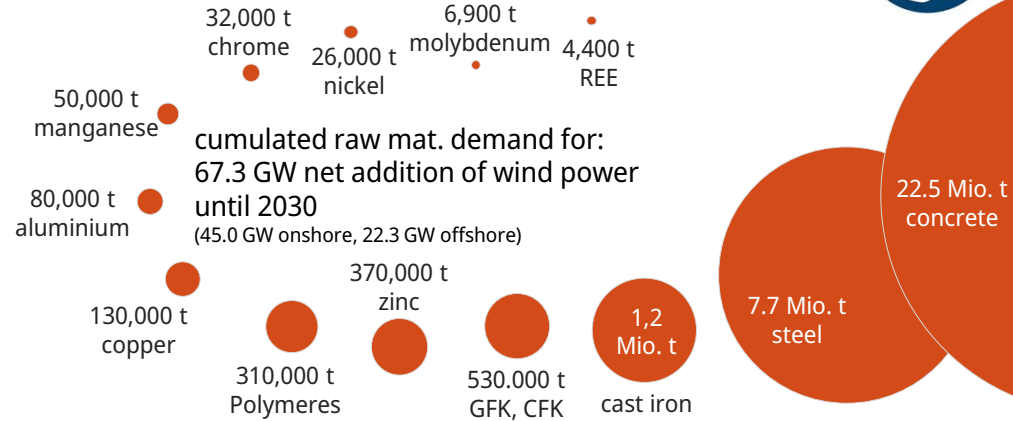 32,000 t
chrome
26,000 t
nickel
6,900 t
molybdenum
4,400 t
REE
50,000 t
manganese
cumulated raw mat. demand for:
67.3 GW net addition of wind power
until 2030
(45.0 GW onshore, 22.3 GW offshore)
80,000 t
aluminium
22.5 Mio. t
concrete
130,000 t
copper
310,000 t
Polymeres
370,000 t
zinc
530.000 t
GFK, CFK
1,2
Mio. t
cast iron
7.7 Mio. t
steel